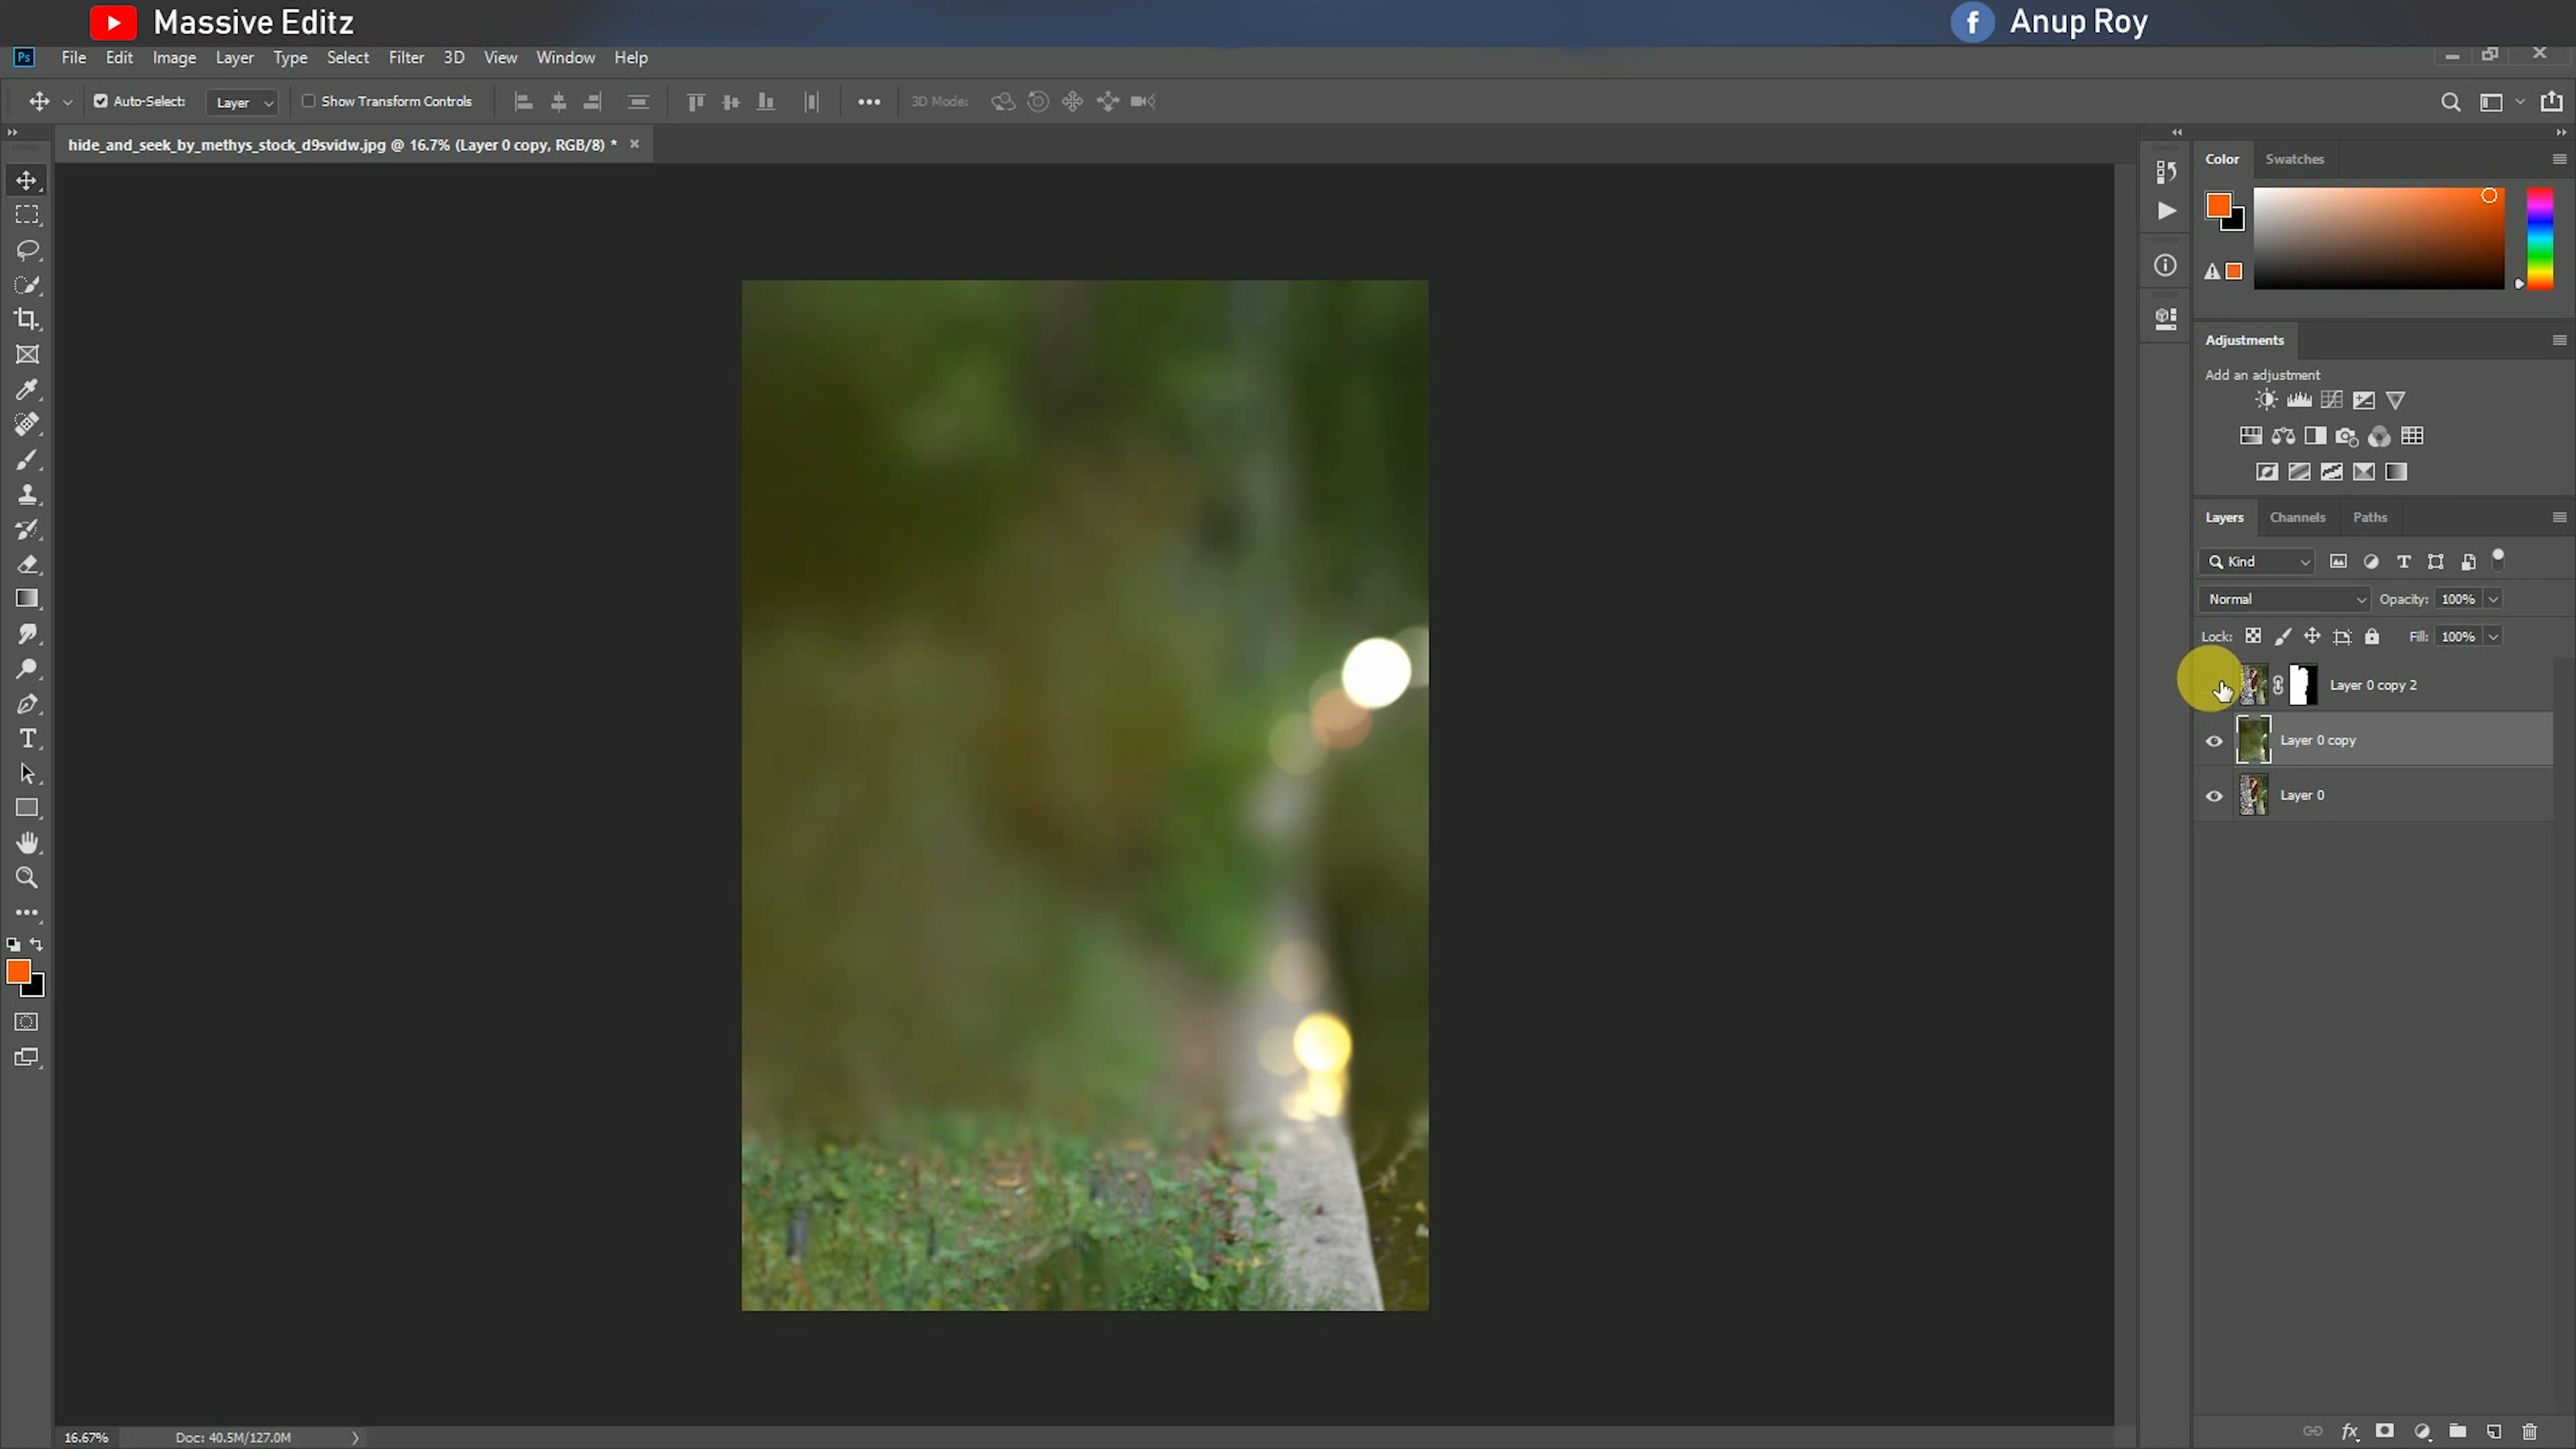 Massive Editz
Anup Roy
Ps File Edit Image Layer Type Select Filter 3D View Window Help
Auto-Select: Layer Show Transform Controls 3D Mode:
hide_and_seek_by_methys_stock_d9svidw.jpg @ 16.7% (Layer 0 copy, RGB/8) *
Color Swatches
Adjustments
Add an adjustment
Layers Channels Paths
Kind
Normal Opacity: 100%
Lock: Fill: 100%
Layer 0 copy 2
Layer 0 copy
Layer 0
16.67% Doc: 40.5M/127.0M